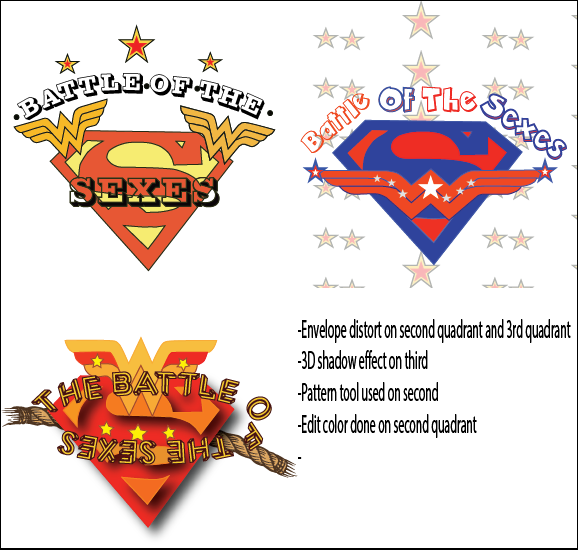 ·BATTLE·OF·THE·
SEXES
Battle Of The Sexes
THE BATTLE OF THE SEXES
-Envelope distort on second quadrant and 3rd quadrant
-3D shadow effect on third
-Pattern tool used on second
-Edit color done on second quadrant
-